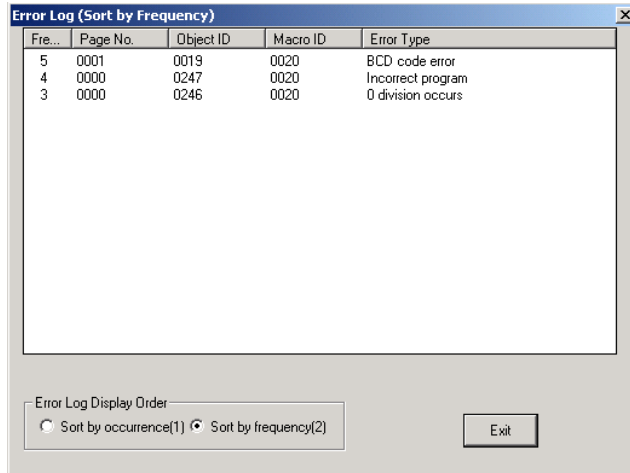 Error Log (Sort by Frequency)
Fre... Page No. Object ID Macro ID Error Type
5 0001 0019 0020 BCD code error
4 0000 0247 0020 Incorrect program
3 0000 0246 0020 0 division occurs
Error Log Display Order
Sort by occurrence(1) Sort by frequency(2)
Exit